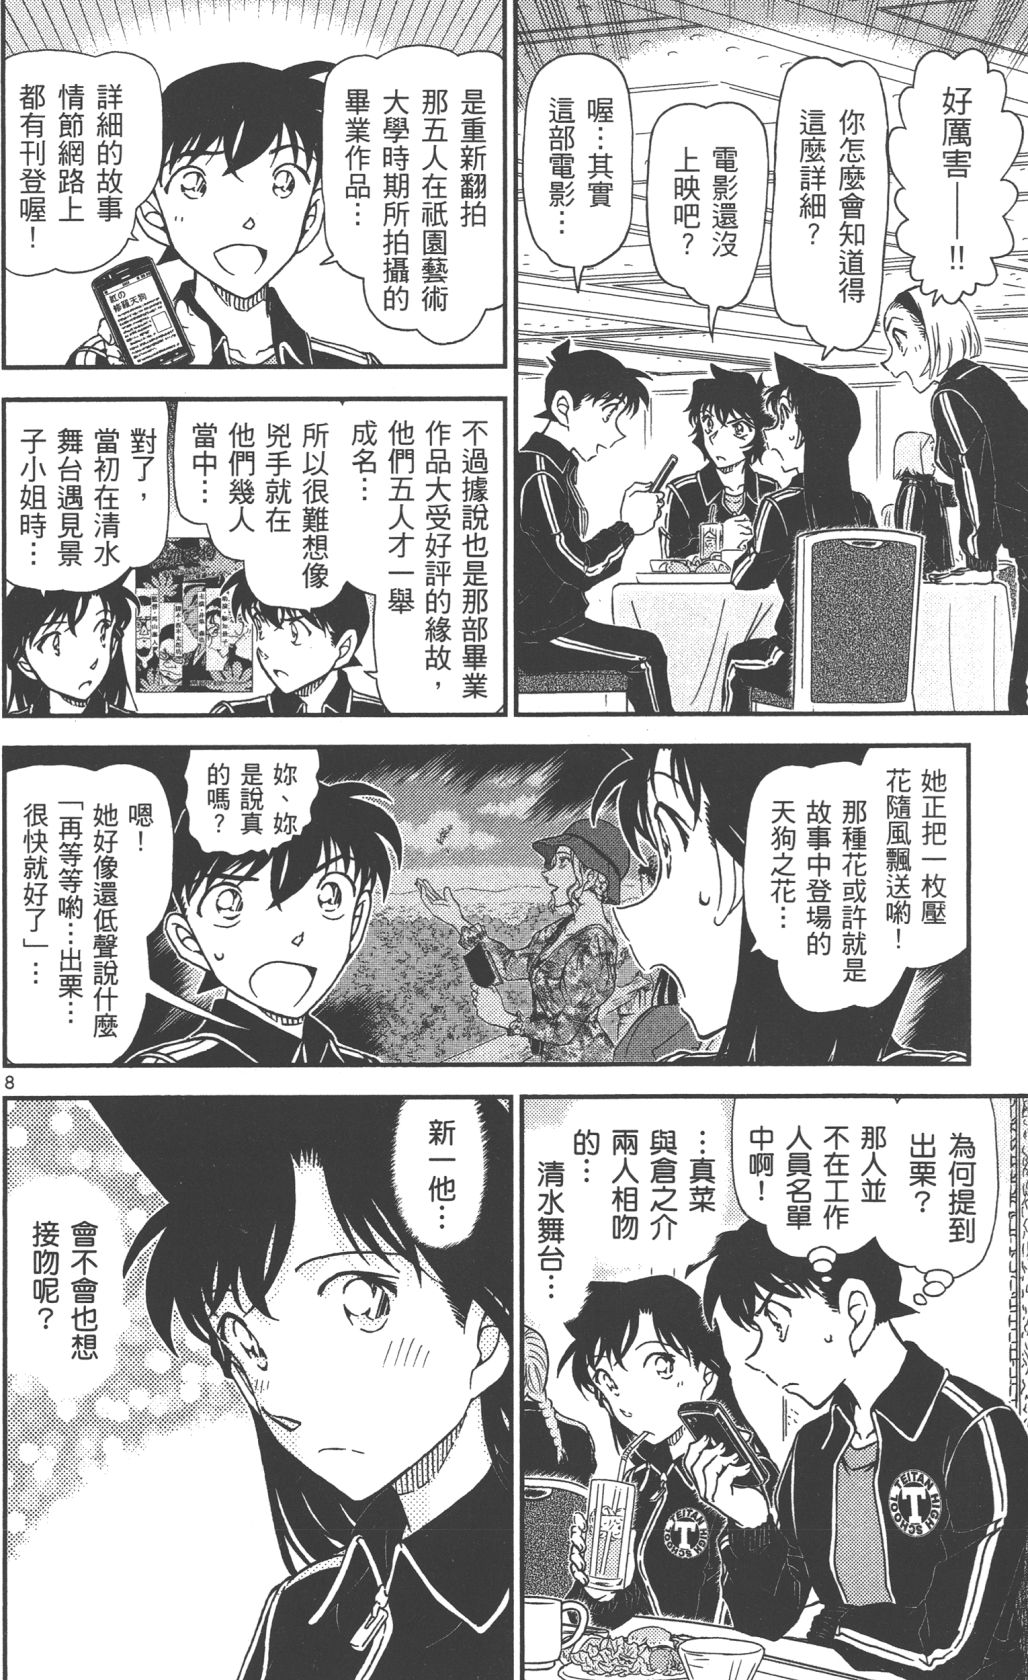 好厲害——!!
你怎麼會知道得
這麼詳細?
電影還沒
上映吧?
喔…其實
這部電影…
是重新翻拍
那五人在祇園藝術
大學時期所拍攝的
畢業作品…
詳細的故事
情節網路上
都有刊登喔!
不過據說也是那部畢業
作品大受好評的緣故,
他們五人才一舉
成名…
所以很難想像
兇手就在
他們幾人
當中…
對了,
當初在清水
舞台遇見景
子小姐時…
她正把一枚壓
花隨風飄送喲!
那種花或許就是
故事中登場的
天狗之花…
妳、妳
是說真
的嗎?
嗯!
她好像還低聲說什麼
「再等等喲…出栗…
很快就好了」…
8
為何提到
出栗?
那人並
不在工作
人員名單
中啊!
…真菜
與倉之介
兩人相吻
的…
清水舞台…
TEITAN HIGH SCHOOL
T
TEITAN HIGH SCHOOL
T
新一他…
會不會也想
接吻呢?